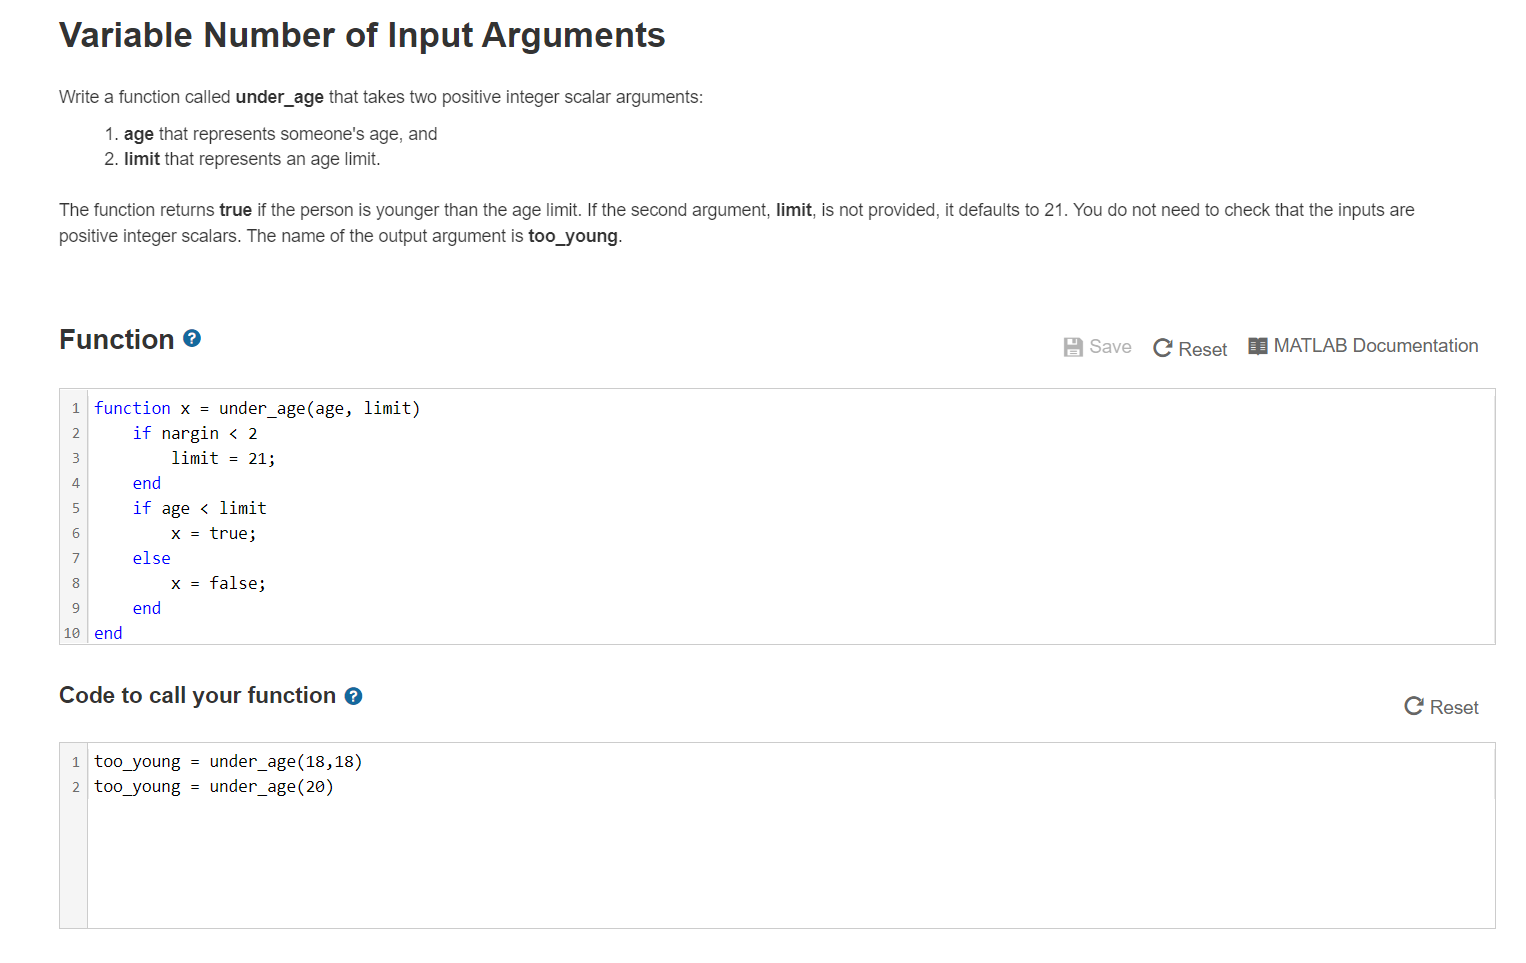 Variable Number of Input Arguments
Write a function called under_age that takes two positive integer scalar arguments:
1. age that represents someone's age, and
2. limit that represents an age limit.
The function returns true if the person is younger than the age limit. If the second argument, limit, is not provided, it defaults to 21. You do not need to check that the inputs are
positive integer scalars. The name of the output argument is too_young.
Function ?
Save Reset MATLAB Documentation
1 function x = under_age(age, limit)
2     if nargin < 2
3         limit = 21;
4     end
5     if age < limit
6         x = true;
7     else
8         x = false;
9     end
10 end
Code to call your function ?
Reset
1 too_young = under_age(18,18)
2 too_young = under_age(20)